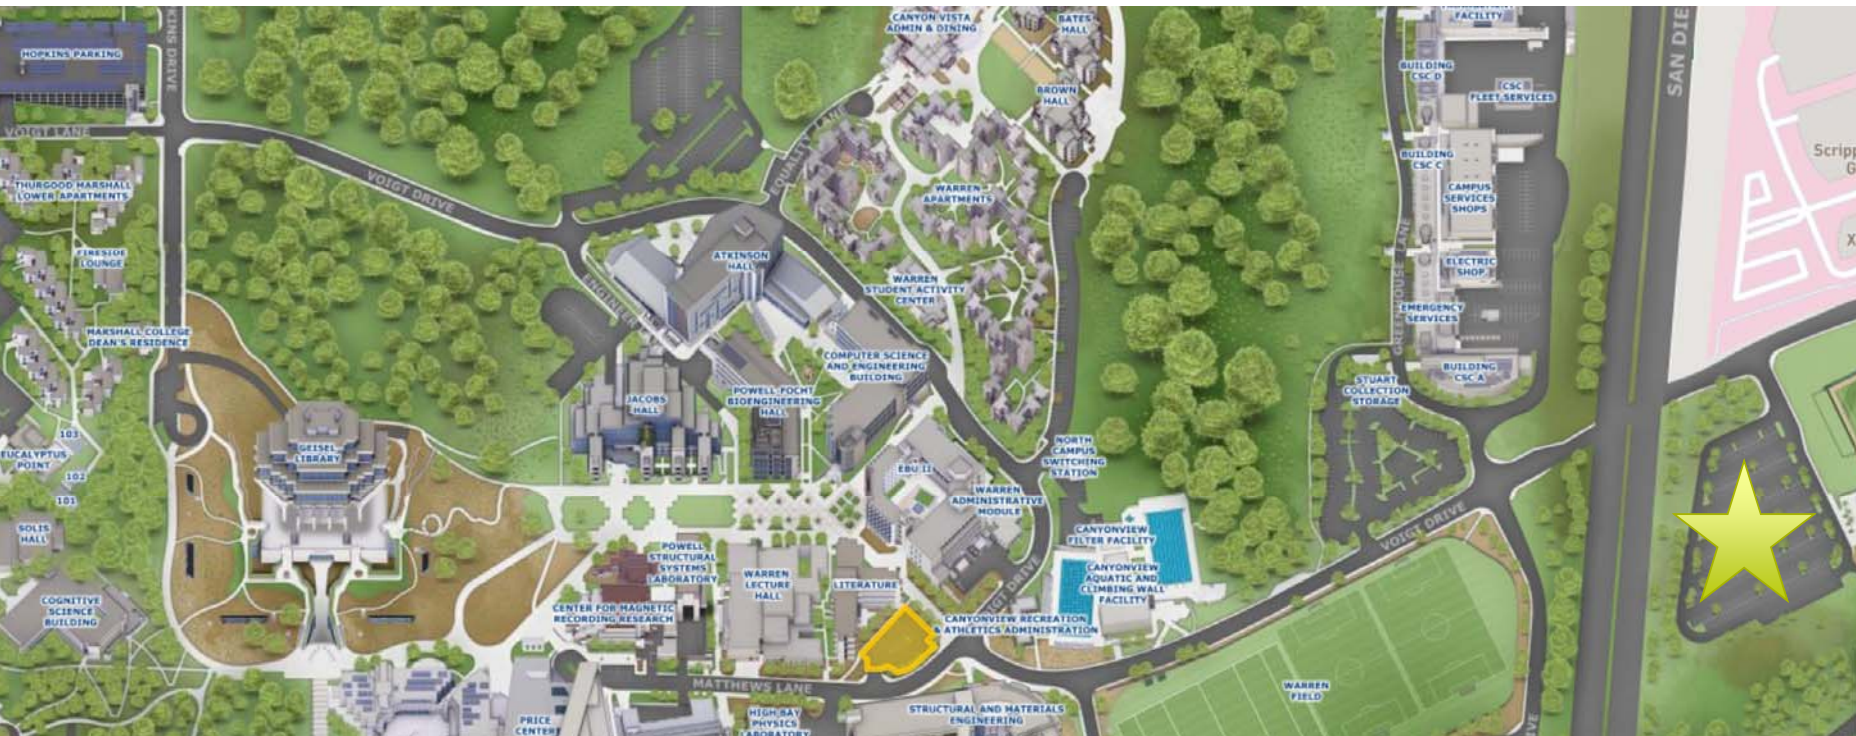 HOPKINS PARKING
KINS DRIVE
VOIGT LANE
THURGOOD MARSHALL
LOWER APARTMENTS
FIRESIDE
LOUNGE
MARSHALL COLLEGE
DEAN'S RESIDENCE
103
EUCALYPTUS
POINT
102
101
SOLIS
HALL
COGNITIVE
SCIENCE
BUILDING
VOIGT DRIVE
GEISEL
LIBRARY
EQUALITY LANE
ENGINEER
ATKINSON
HALL
JACOBS
HALL
POWELL-FOCHT
BIOENGINEERING
HALL
COMPUTER SCIENCE
AND ENGINEERING
BUILDING
CANYON VISTA
ADMIN & DINING
BATES
HALL
BROWN
HALL
WARREN
APARTMENTS
WARREN
STUDENT ACTIVITY
CENTER
EBU II
WARREN
ADMINISTRATIVE
MODULE
NORTH
CAMPUS
SWITCHING
STATION
POWELL
STRUCTURAL
SYSTEMS
LABORATORY
CENTER FOR MAGNETIC
RECORDING RESEARCH
WARREN
LECTURE
HALL
LITERATURE
CANYONVIEW
FILTER FACILITY
CANYONVIEW
AQUATIC AND
CLIMBING WALL
FACILITY
CANYONVIEW RECREATION
& ATHLETICS ADMINISTRATION
VOIGT DRIVE
MATTHEWS LANE
PRICE
CENTER
HIGH BAY
PHYSICS
LABORATORY
STRUCTURAL AND MATERIALS
ENGINEERING
WARREN
FIELD
VOIGT DRIVE
FACILITY
BUILDING
CSC D
CSC
FLEET SERVICES
BUILDING
CSC C
CAMPUS
SERVICES
SHOPS
ELECTRIC
SHOP
EMERGENCY
SERVICES
GREENHOUSE LANE
BUILDING
CSC A
STUART
COLLECTION
STORAGE
SAN DIE
Scripp
G
X
IVE